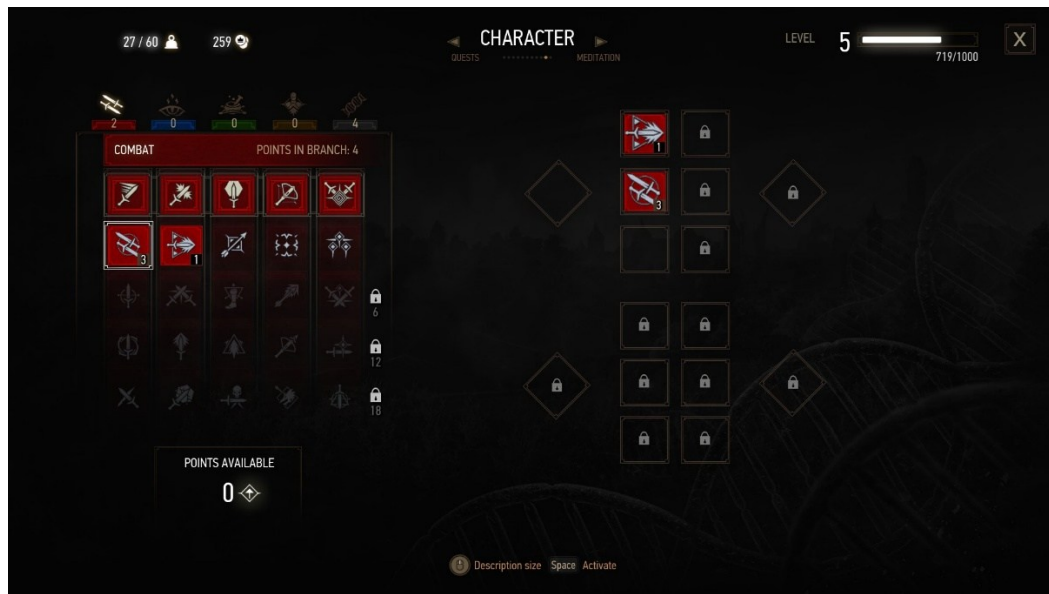 27 / 60
259
CHARACTER
QUESTS
MEDITATION
LEVEL 5
719/1000
X
2
0
0
0
4
COMBAT
POINTS IN BRANCH: 4
3
1
6
12
18
1
3
POINTS AVAILABLE
0
Description size Space Activate